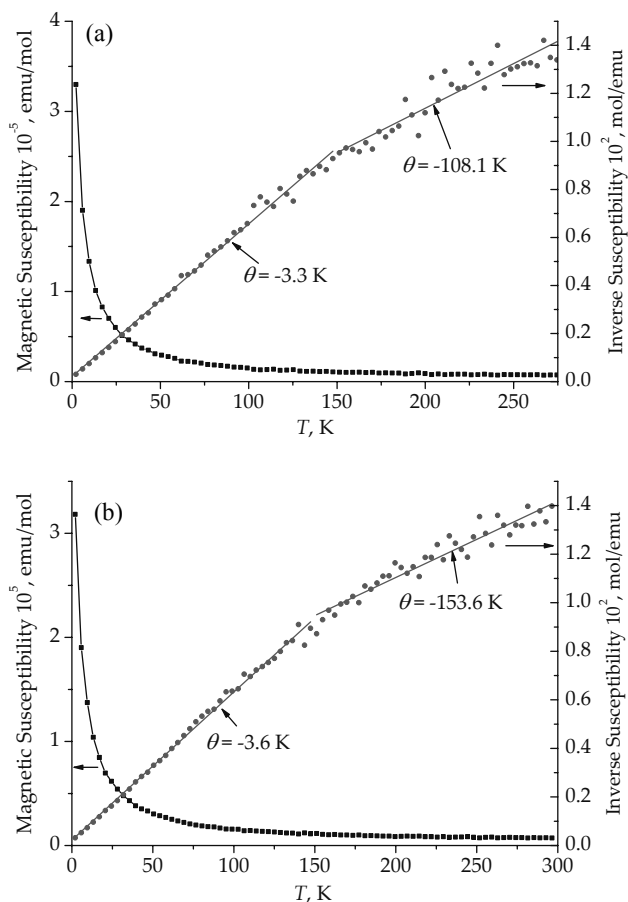 (a)
Magnetic Susceptibility 10⁻⁵, emu/mol
4
3
2
1
0
θ = -108.1 K
θ = -3.3 K
1.4
1.2
1.0
0.8
0.6
0.4
0.2
0.0
Inverse Susceptibility 10², mol/emu
0 50 100 150 200 250
T, K
(b)
Magnetic Susceptibility 10⁵, emu/mol
3
2
1
0
θ = -153.6 K
θ = -3.6 K
1.4
1.2
1.0
0.8
0.6
0.4
0.2
0.0
Inverse Susceptibility 10², mol/emu
0 50 100 150 200 250 300
T, K